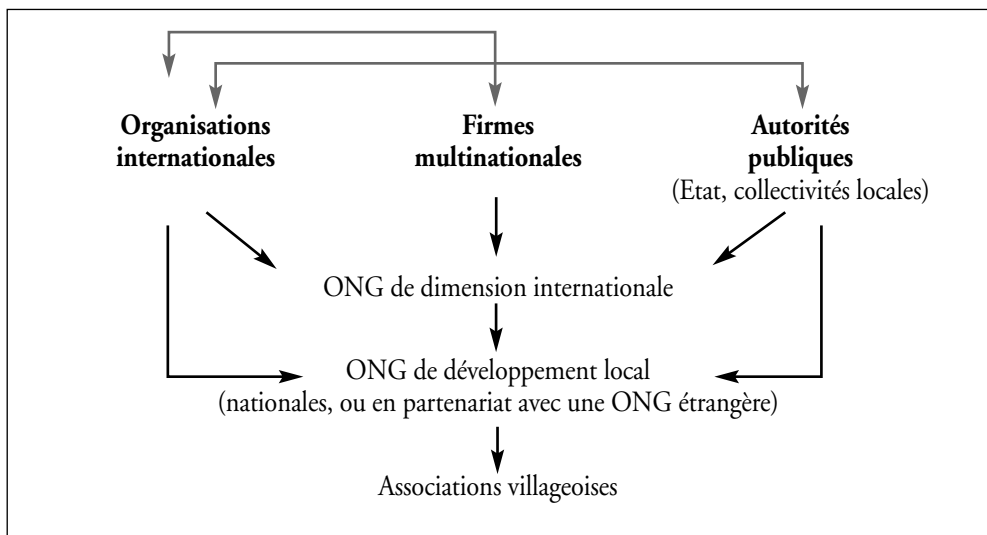 Organisations
internationales
Firmes
multinationales
Autorités
publiques
(Etat, collectivités locales)
ONG de dimension internationale
ONG de développement local
(nationales, ou en partenariat avec une ONG étrangère)
Associations villageoises